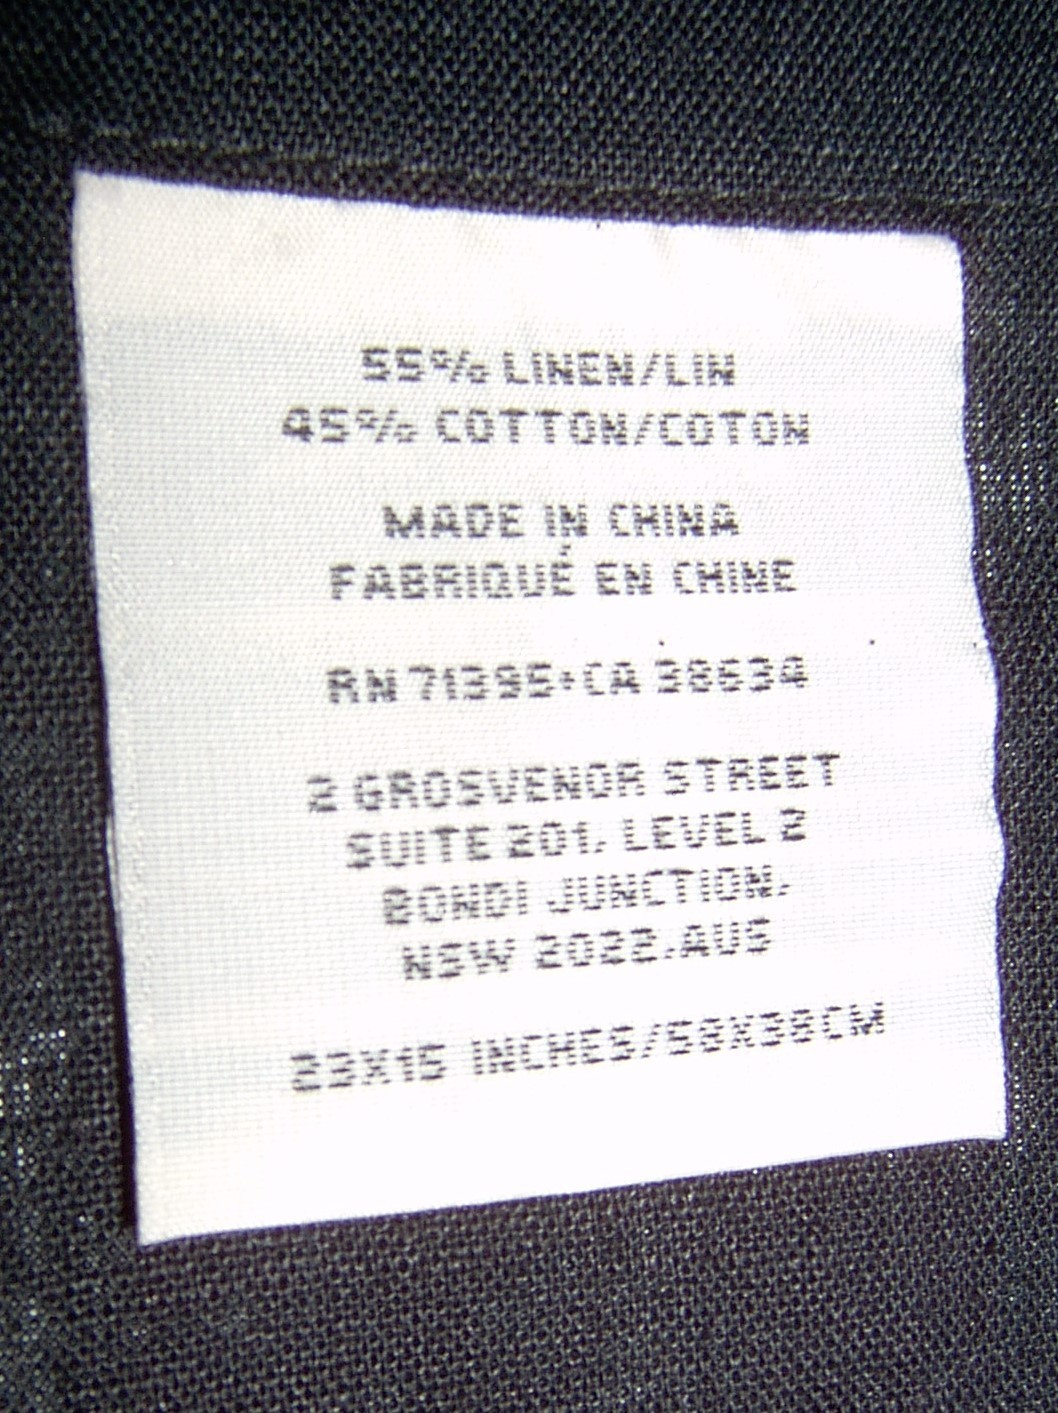 55% LINEN/LIN
45% COTTON/COTON
MADE IN CHINA
FABRIQUÉ EN CHINE
RN 71395•CA 38634
2 GROSVENOR STREET
SUITE 201, LEVEL 2
BONDI JUNCTION,
NSW 2022,AUS
23X15 INCHES/58X38CM